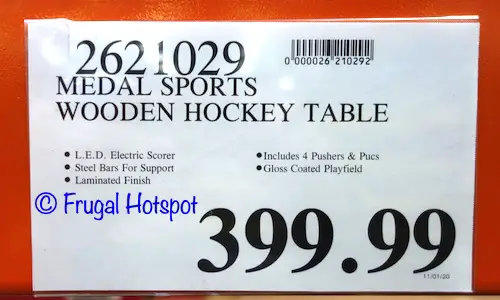 2621029
0 000026 210292
MEDAL SPORTS
WOODEN HOCKEY TABLE
• L.E.D. Electric Scorer
• Steel Bars For Support
• Laminated Finish
• Includes 4 Pushers & Pucs
• Gloss Coated Playfield
© Frugal Hotspot
399.99
11/01/20